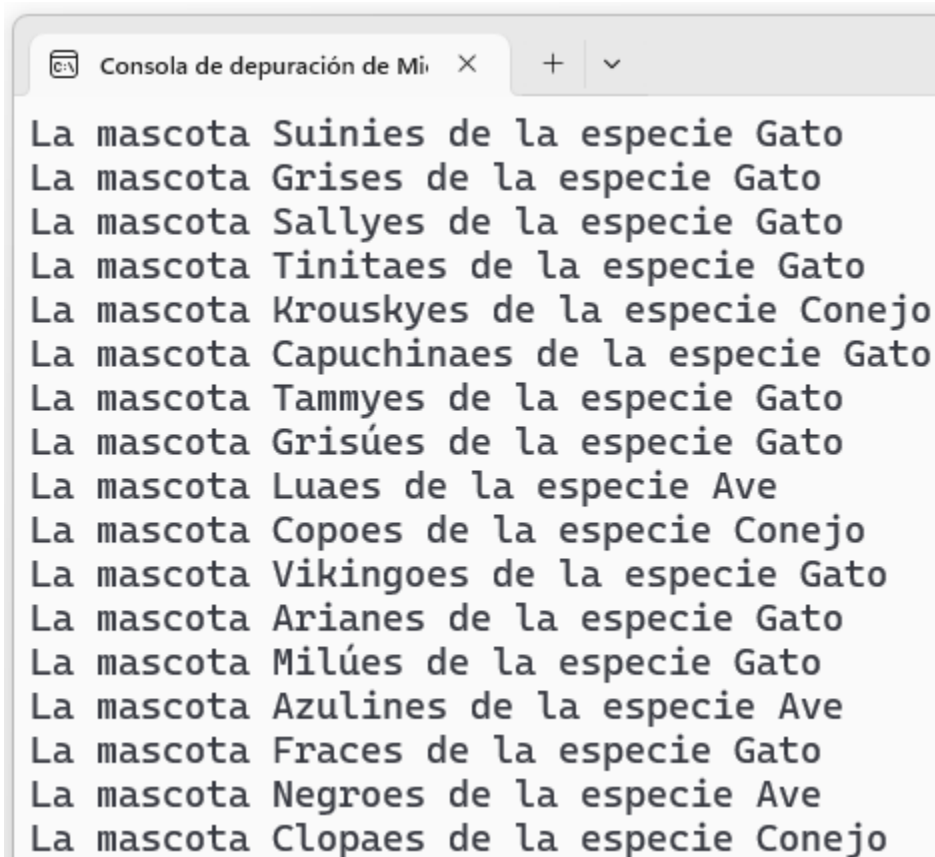 Consola de depuración de Mi
La mascota Suinies de la especie Gato
La mascota Grises de la especie Gato
La mascota Sallyes de la especie Gato
La mascota Tinitaes de la especie Gato
La mascota Krouskyes de la especie Conejo
La mascota Capuchinaes de la especie Gato
La mascota Tammyes de la especie Gato
La mascota Grisúes de la especie Gato
La mascota Luaes de la especie Ave
La mascota Copoes de la especie Conejo
La mascota Vikingoes de la especie Gato
La mascota Arianes de la especie Gato
La mascota Milúes de la especie Gato
La mascota Azulines de la especie Ave
La mascota Fraces de la especie Gato
La mascota Negroes de la especie Ave
La mascota Clopaes de la especie Conejo